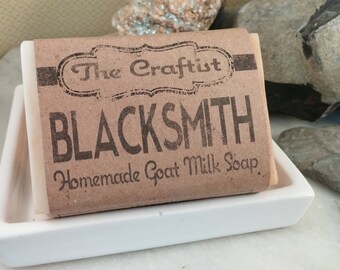 The Craftist
BLACKSMITH
Homemade Goat Milk Soap